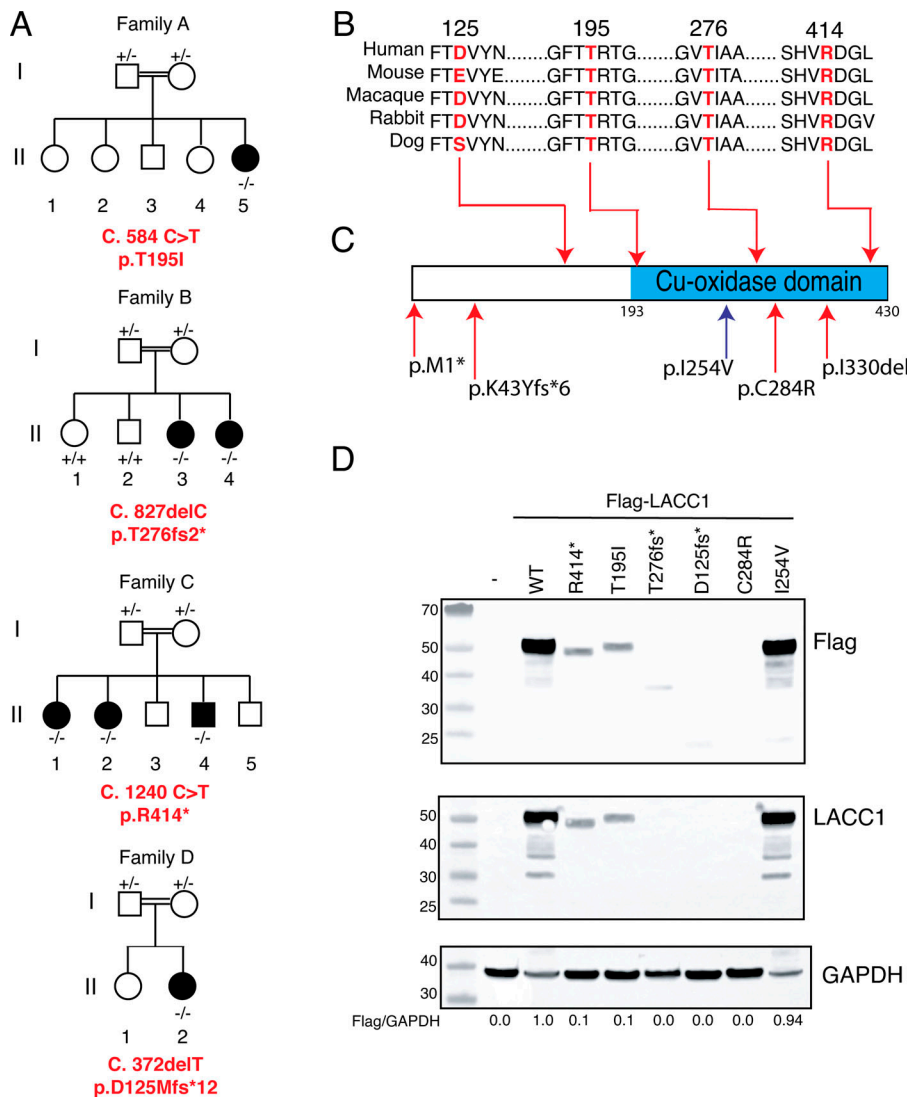 A
Family A
+/- +/-
I
II
-/-
1 2 3 4 5
C. 584 C>T
p.T195I
Family B
+/- +/-
I
II
+/+ +/+ -/- -/-
1 2 3 4
C. 827delC
p.T276fs2*
Family C
+/- +/-
I
II
-/- -/- -/-
1 2 3 4 5
C. 1240 C>T
p.R414*
Family D
+/- +/-
I
II
-/-
1 2
C. 372delT
p.D125Mfs*12
B
125 195 276 414
Human FTDVYN.......GFTTRTG.......GVTIAA.......SHVRDGL
Mouse FTEVYE.......GFTTRTG.......GVTITA.......SHVRDGL
Macaque FTDVYN.......GFTTRTG.......GVTIAA.......SHVRDGL
Rabbit FTDVYN.......GFTTRTG.......GVTIAA.......SHVRDGV
Dog FTSVYN.......GFTTRTG.......GVTIAA.......SHVRDGL
C
Cu-oxidase domain
193 430
p.M1*
p.K43Yfs*6
p.I254V
p.C284R
p.I330del
D
Flag-LACC1
- WT R414* T195I T276fs* D125fs* C284R I254V
70
50
40
30
25
Flag
50
40
30
25
LACC1
40
30
GAPDH
Flag/GAPDH 0.0 1.0 0.1 0.1 0.0 0.0 0.0 0.94